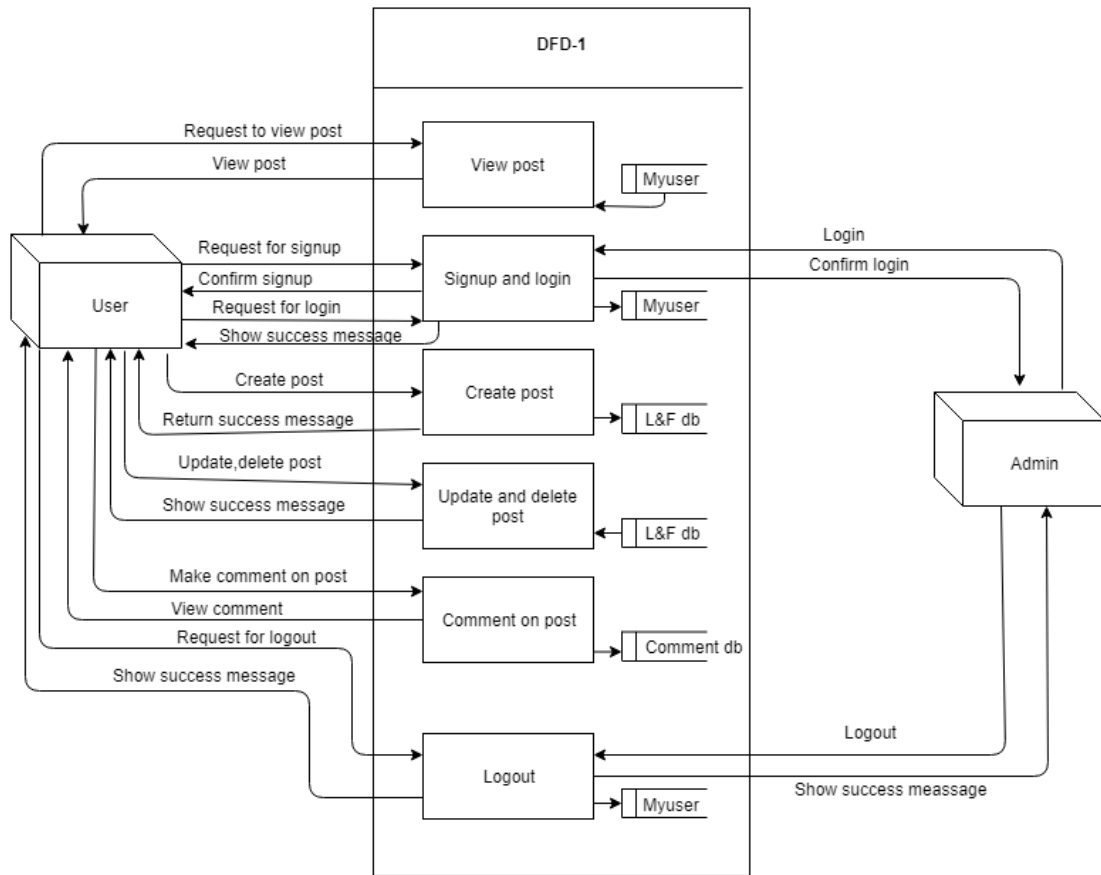 DFD-1
Request to view post
View post
View post
Myuser
Request for signup
Confirm signup
Request for login
Show success message
User
Signup and login
Myuser
Login
Confirm login
Create post
Return success message
Create post
L&F db
Update,delete post
Show success message
Update and delete
post
L&F db
Admin
Make comment on post
View comment
Comment on post
Comment db
Request for logout
Show success message
Logout
Myuser
Logout
Show success meassage